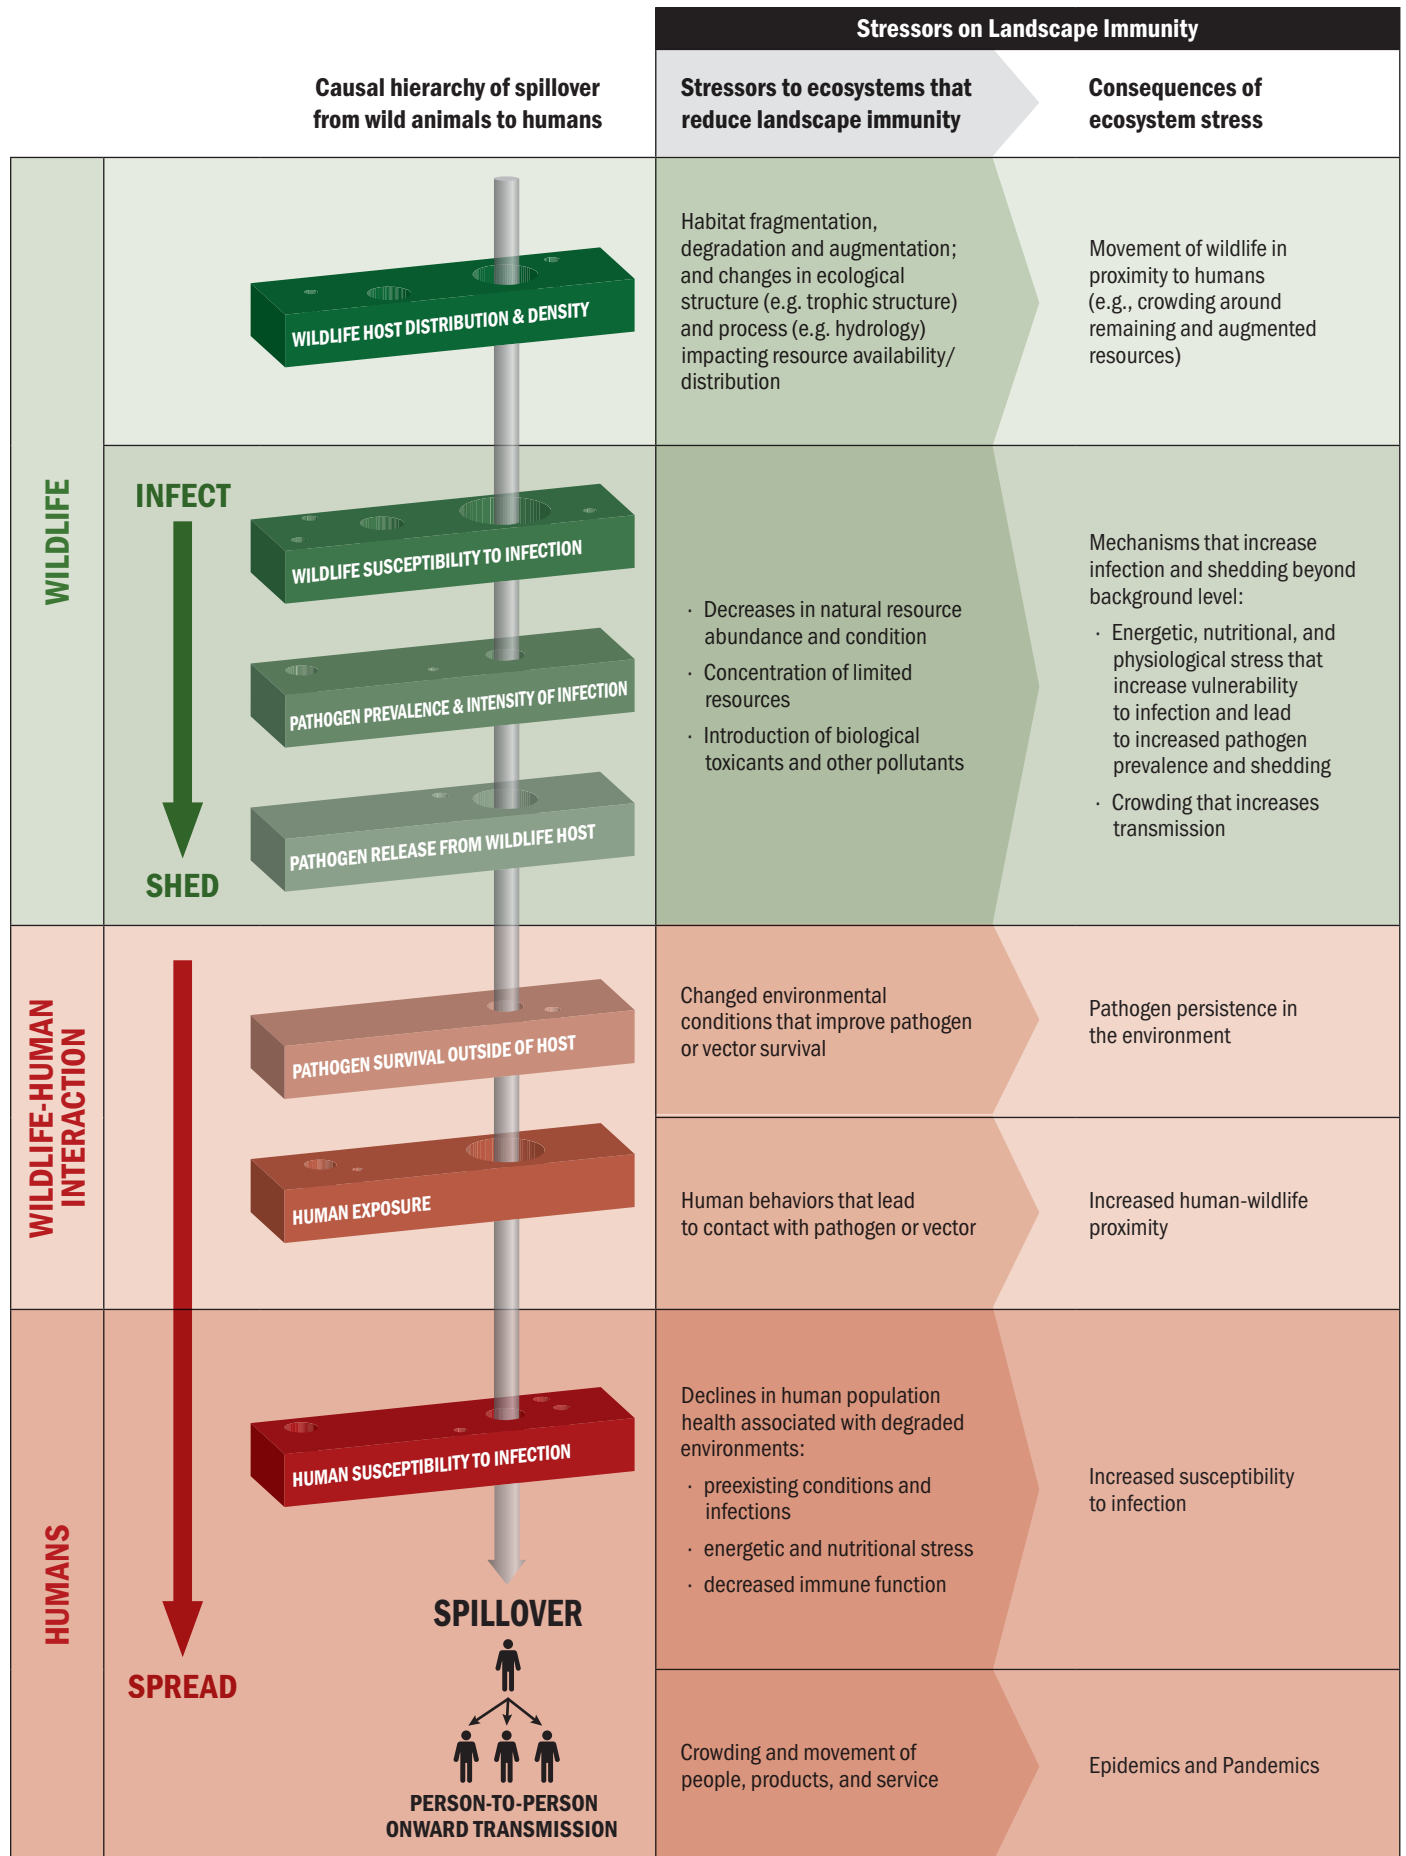 Stressors on Landscape Immunity
Causal hierarchy of spillover
from wild animals to humans
Stressors to ecosystems that
reduce landscape immunity
Consequences of
ecosystem stress
WILDLIFE
WILDLIFE HOST DISTRIBUTION & DENSITY
Habitat fragmentation,
degradation and augmentation;
and changes in ecological
structure (e.g. trophic structure)
and process (e.g. hydrology)
impacting resource availability/
distribution
Movement of wildlife in
proximity to humans
(e.g., crowding around
remaining and augmented
resources)
INFECT
SHED
WILDLIFE SUSCEPTIBILITY TO INFECTION
PATHOGEN PREVALENCE & INTENSITY OF INFECTION
PATHOGEN RELEASE FROM WILDLIFE HOST
· Decreases in natural resource
abundance and condition
· Concentration of limited
resources
· Introduction of biological
toxicants and other pollutants
Mechanisms that increase
infection and shedding beyond
background level:
· Energetic, nutritional, and
physiological stress that
increase vulnerability
to infection and lead
to increased pathogen
prevalence and shedding
· Crowding that increases
transmission
WILDLIFE-HUMAN
INTERACTION
PATHOGEN SURVIVAL OUTSIDE OF HOST
Changed environmental
conditions that improve pathogen
or vector survival
Pathogen persistence in
the environment
HUMAN EXPOSURE
Human behaviors that lead
to contact with pathogen or vector
Increased human-wildlife
proximity
HUMANS
HUMAN SUSCEPTIBILITY TO INFECTION
Declines in human population
health associated with degraded
environments:
· preexisting conditions and
infections
· energetic and nutritional stress
· decreased immune function
Increased susceptibility
to infection
SPILLOVER
SPREAD
PERSON-TO-PERSON
ONWARD TRANSMISSION
Crowding and movement of
people, products, and service
Epidemics and Pandemics